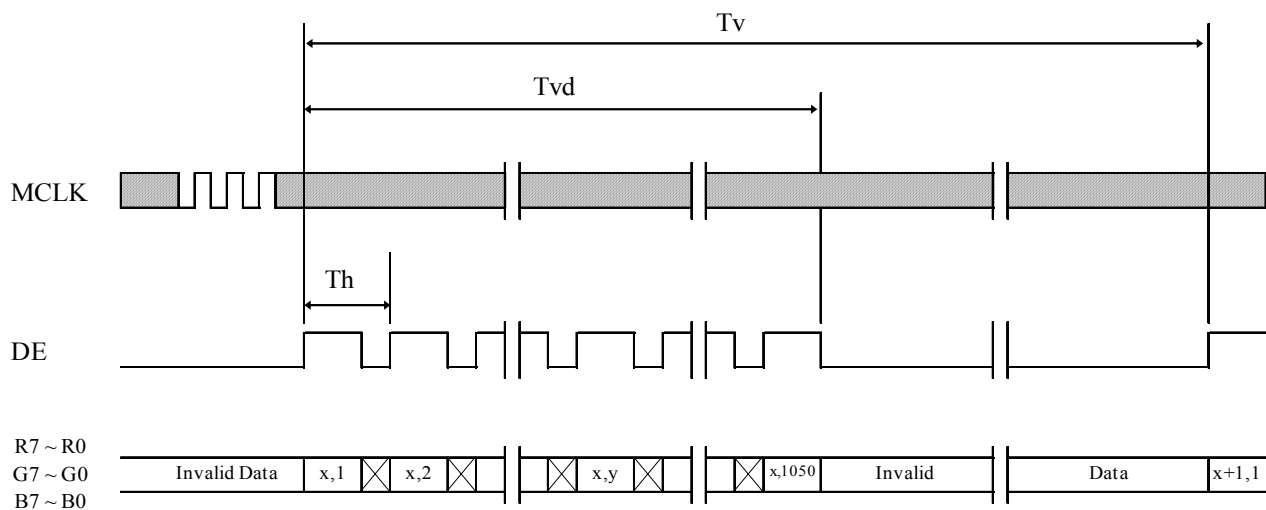 Tv
Tvd
MCLK
Th
DE
R7 ~ R0
G7 ~ G0
B7 ~ B0
Invalid Data x,1 x,2 x,y x,1050 Invalid Data x+1,1